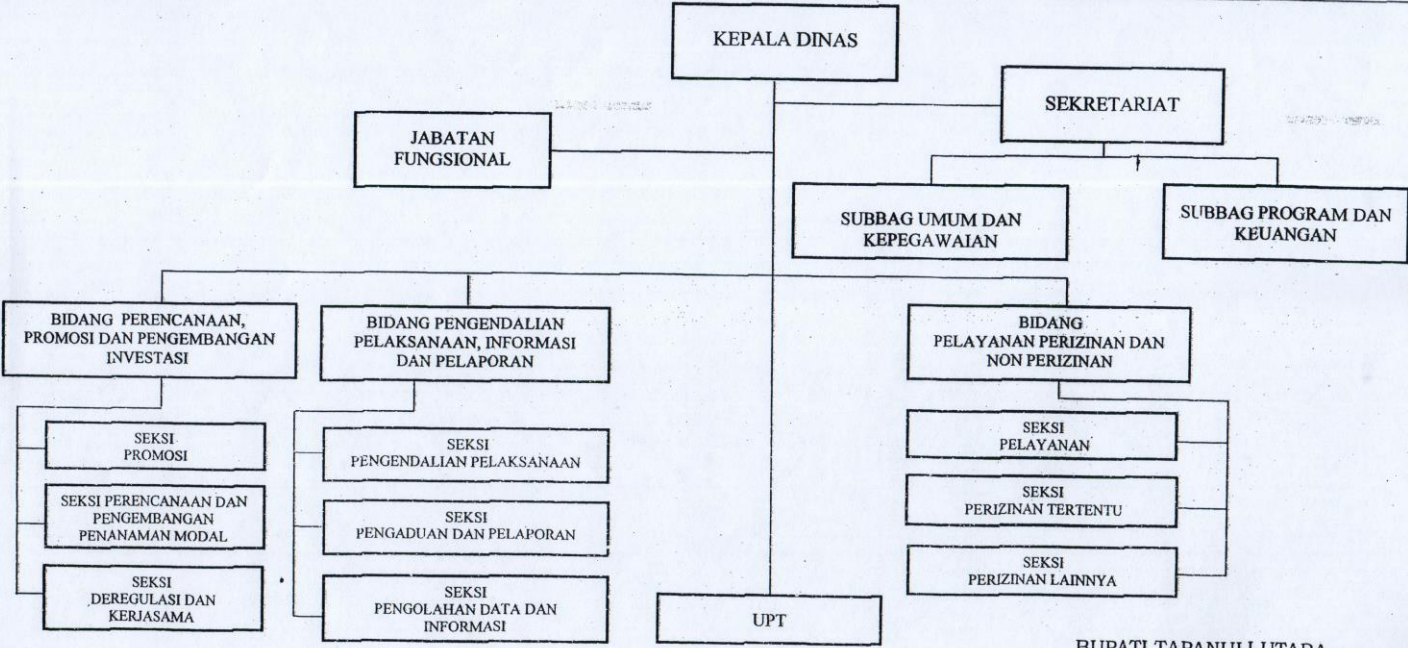 KEPALA DINAS
SEKRETARIAT
JABATAN
FUNGSIONAL
SUBBAG UMUM DAN
KEPEGAWAIAN
SUBBAG PROGRAM DAN
KEUANGAN
BIDANG PERENCANAAN,
PROMOSI DAN PENGEMBANGAN
INVESTASI
BIDANG PENGENDALIAN
PELAKSANAAN, INFORMASI
DAN PELAPORAN
BIDANG
PELAYANAN PERIZINAN DAN
NON PERIZINAN
SEKSI
PROMOSI
SEKSI PERENCANAAN DAN
PENGEMBANGAN
PENANAMAN MODAL
SEKSI
DEREGULASI DAN
KERJASAMA
SEKSI
PENGENDALIAN PELAKSANAAN
SEKSI
PENGADUAN DAN PELAPORAN
SEKSI
PENGOLAHAN DATA DAN
INFORMASI
SEKSI
PELAYANAN
SEKSI
PERIZINAN TERTENTU
SEKSI
PERIZINAN LAINNYA
UPT
BUPATI TAPANULI UTARA